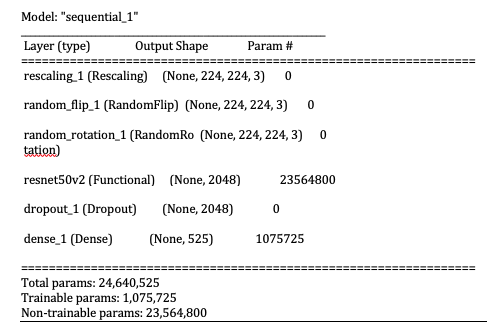 Model: "sequential_1"
Layer (type) Output Shape Param #
rescaling_1 (Rescaling) (None, 224, 224, 3) 0
random_flip_1 (RandomFlip) (None, 224, 224, 3) 0
random_rotation_1 (RandomRo (None, 224, 224, 3) 0
tation)
resnet50v2 (Functional) (None, 2048) 23564800
dropout_1 (Dropout) (None, 2048) 0
dense_1 (Dense) (None, 525) 1075725
Total params: 24,640,525
Trainable params: 1,075,725
Non-trainable params: 23,564,800